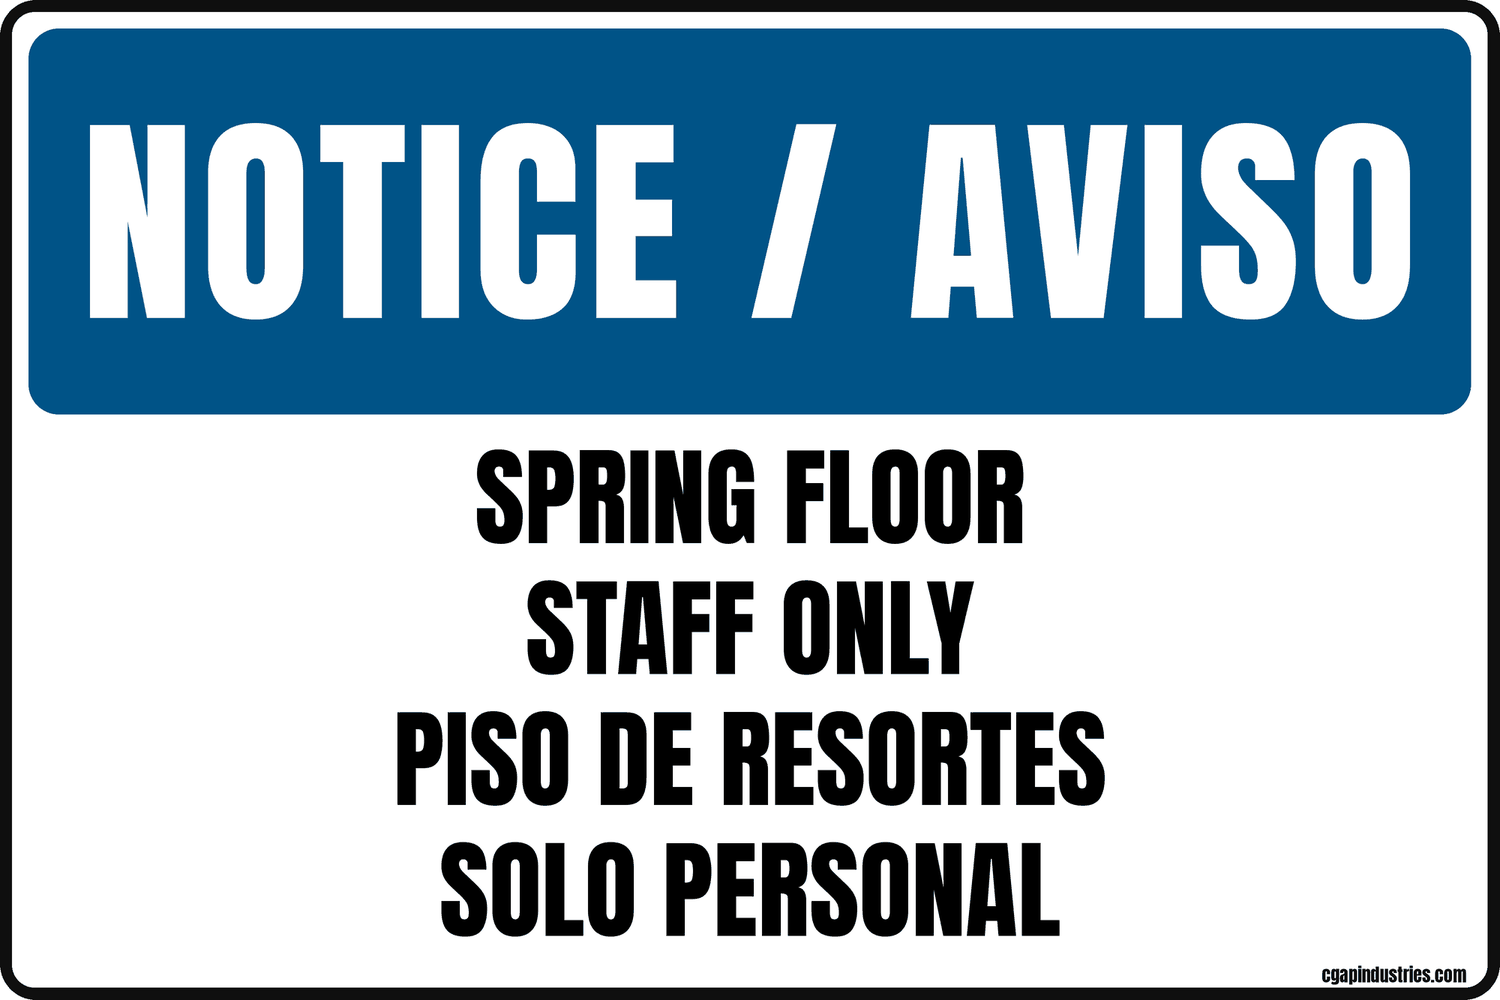 NOTICE / AVISO
SPRING FLOOR
STAFF ONLY
PISO DE RESORTES
SOLO PERSONAL
cgapindustries.com